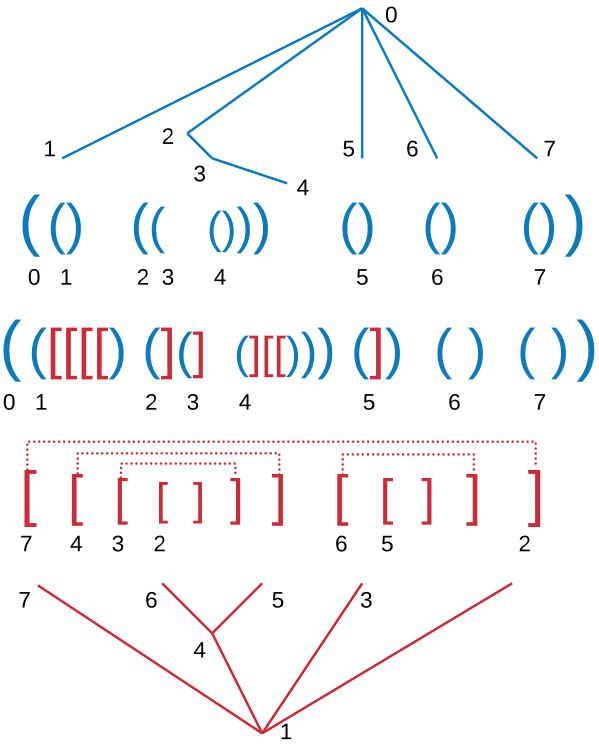 0
1 2 5 6 7
3
4
( () (( ())) () () () )
0 1 2 3 4 5 6 7
( ([[[[) (] (] (][[))) (]) ( ) ( ) )
0 1 2 3 4 5 6 7
[ [ [ [ ] ] ] [ [ ] ] ]
7 4 3 2 6 5 2
7 6 5 3
4
1